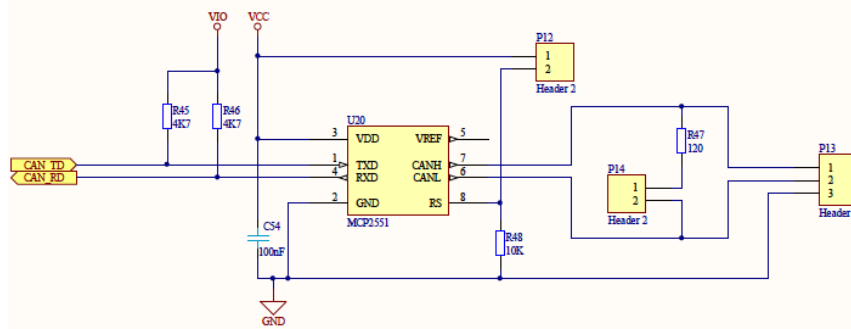 VIO
VCC
P12
1
2
Header 2
R45
4K7
R46
4K7
U20
3
VDD
VREF
5
CAN_TD
1
TXD
CANH
7
CAN_RD
4
RXD
CANL
6
2
GND
RS
8
MCP2551
R47
120
P14
1
2
Header 2
P13
1
2
3
Header
C54
100nF
R48
10K
GND